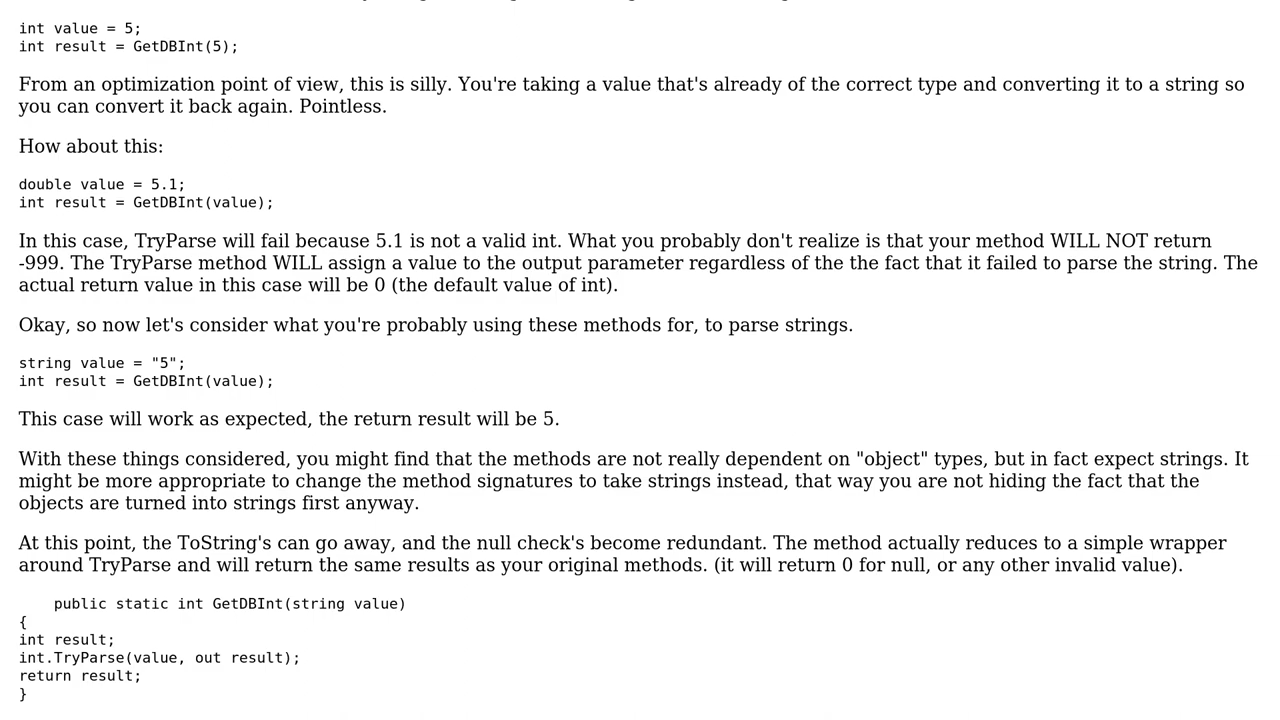 int value = 5;
int result = GetDBInt(5);
From an optimization point of view, this is silly. You're taking a value that's already of the correct type and converting it to a string so
you can convert it back again. Pointless.
How about this:
double value = 5.1;
int result = GetDBInt(value);
In this case, TryParse will fail because 5.1 is not a valid int. What you probably don't realize is that your method WILL NOT return
-999. The TryParse method WILL assign a value to the output parameter regardless of the the fact that it failed to parse the string. The
actual return value in this case will be 0 (the default value of int).
Okay, so now let's consider what you're probably using these methods for, to parse strings.
string value = "5";
int result = GetDBInt(value);
This case will work as expected, the return result will be 5.
With these things considered, you might find that the methods are not really dependent on "object" types, but in fact expect strings. It
might be more appropriate to change the method signatures to take strings instead, that way you are not hiding the fact that the
objects are turned into strings first anyway.
At this point, the ToString's can go away, and the null check's become redundant. The method actually reduces to a simple wrapper
around TryParse and will return the same results as your original methods. (it will return 0 for null, or any other invalid value).
public static int GetDBInt(string value)
{
int result;
int.TryParse(value, out result);
return result;
}